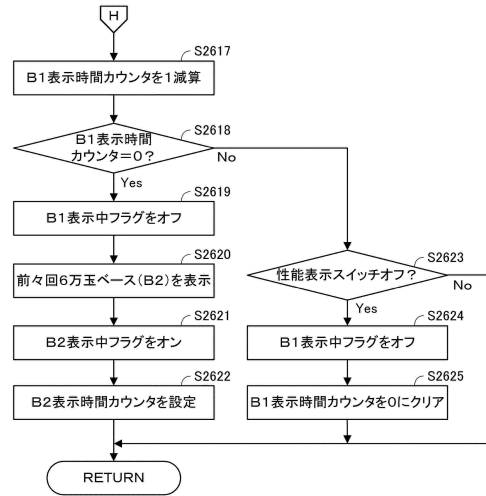 H
S2617
B1表示時間カウンタを1減算
S2618
B1表示時間
カウンタ=0?
No
Yes
S2619
B1表示中フラグをオフ
S2620
前々回6万玉ベース(B2)を表示
S2621
B2表示中フラグをオン
S2622
B2表示時間カウンタを設定
S2623
性能表示スイッチオフ?
No
Yes
S2624
B1表示中フラグをオフ
S2625
B1表示時間カウンタを0にクリア
RETURN